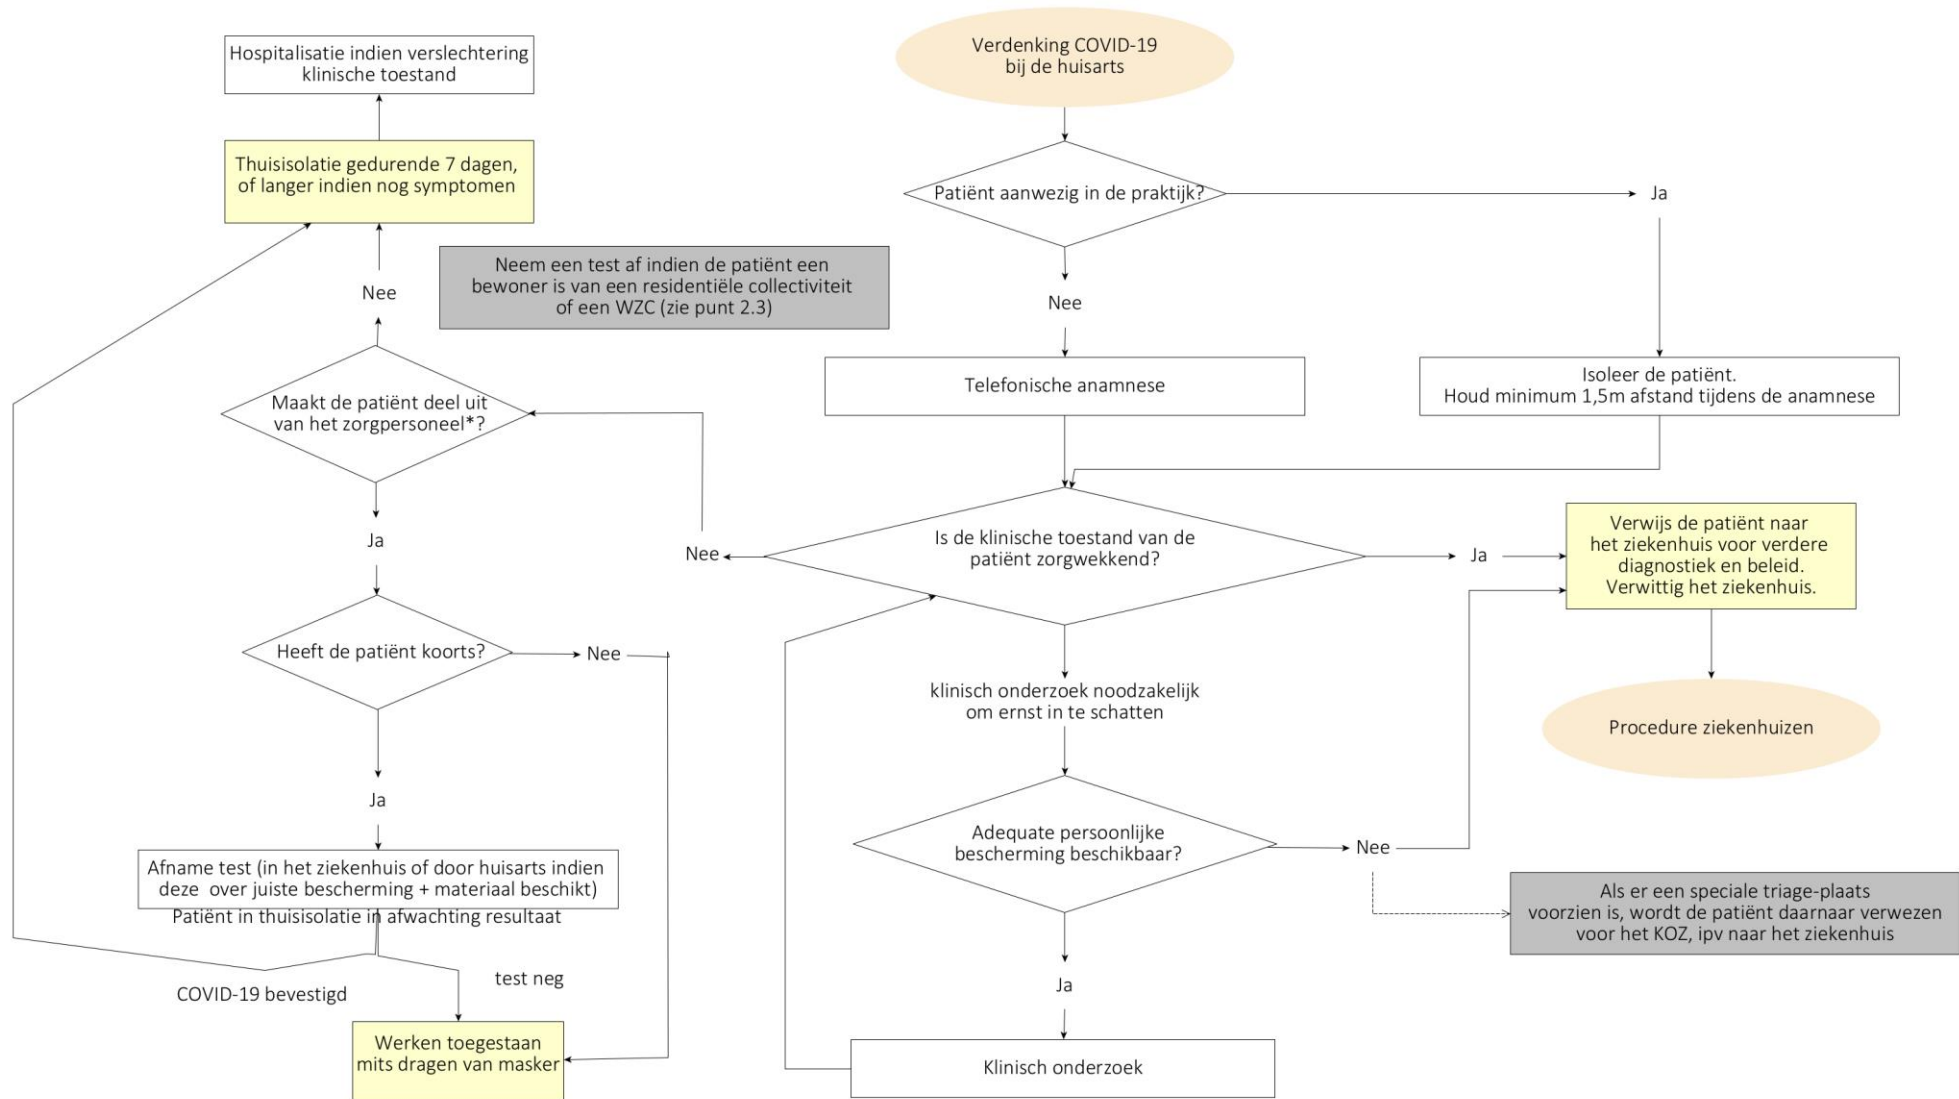 Verdenking COVID-19
bij de huisarts
Patiënt aanwezig in de praktijk?
Ja
Nee
Telefonische anamnese
Isoleer de patiënt.
Houd minimum 1,5m afstand tijdens de anamnese
Is de klinische toestand van de
patiënt zorgwekkend?
Ja
Verwijs de patiënt naar
het ziekenhuis voor verdere
diagnostiek en beleid.
Verwittig het ziekenhuis.
Procedure ziekenhuizen
klinisch onderzoek noodzakelijk
om ernst in te schatten
Adequate persoonlijke
bescherming beschikbaar?
Nee
Als er een speciale triage-plaats
voorzien is, wordt de patiënt daarnaar verwezen
voor het KOZ, ipv naar het ziekenhuis
Ja
Klinisch onderzoek
Nee
Maakt de patiënt deel uit
van het zorgpersoneel*?
Nee
Neem een test af indien de patiënt een
bewoner is van een residentiële collectiviteit
of een WZC (zie punt 2.3)
Thuisisolatie gedurende 7 dagen,
of langer indien nog symptomen
Hospitalisatie indien verslechtering
klinische toestand
Ja
Heeft de patiënt koorts?
Nee
Ja
Afname test (in het ziekenhuis of door huisarts indien
deze over juiste bescherming + materiaal beschikt)
Patiënt in thuisisolatie in afwachting resultaat
COVID-19 bevestigd
test neg
Werken toegestaan
mits dragen van masker